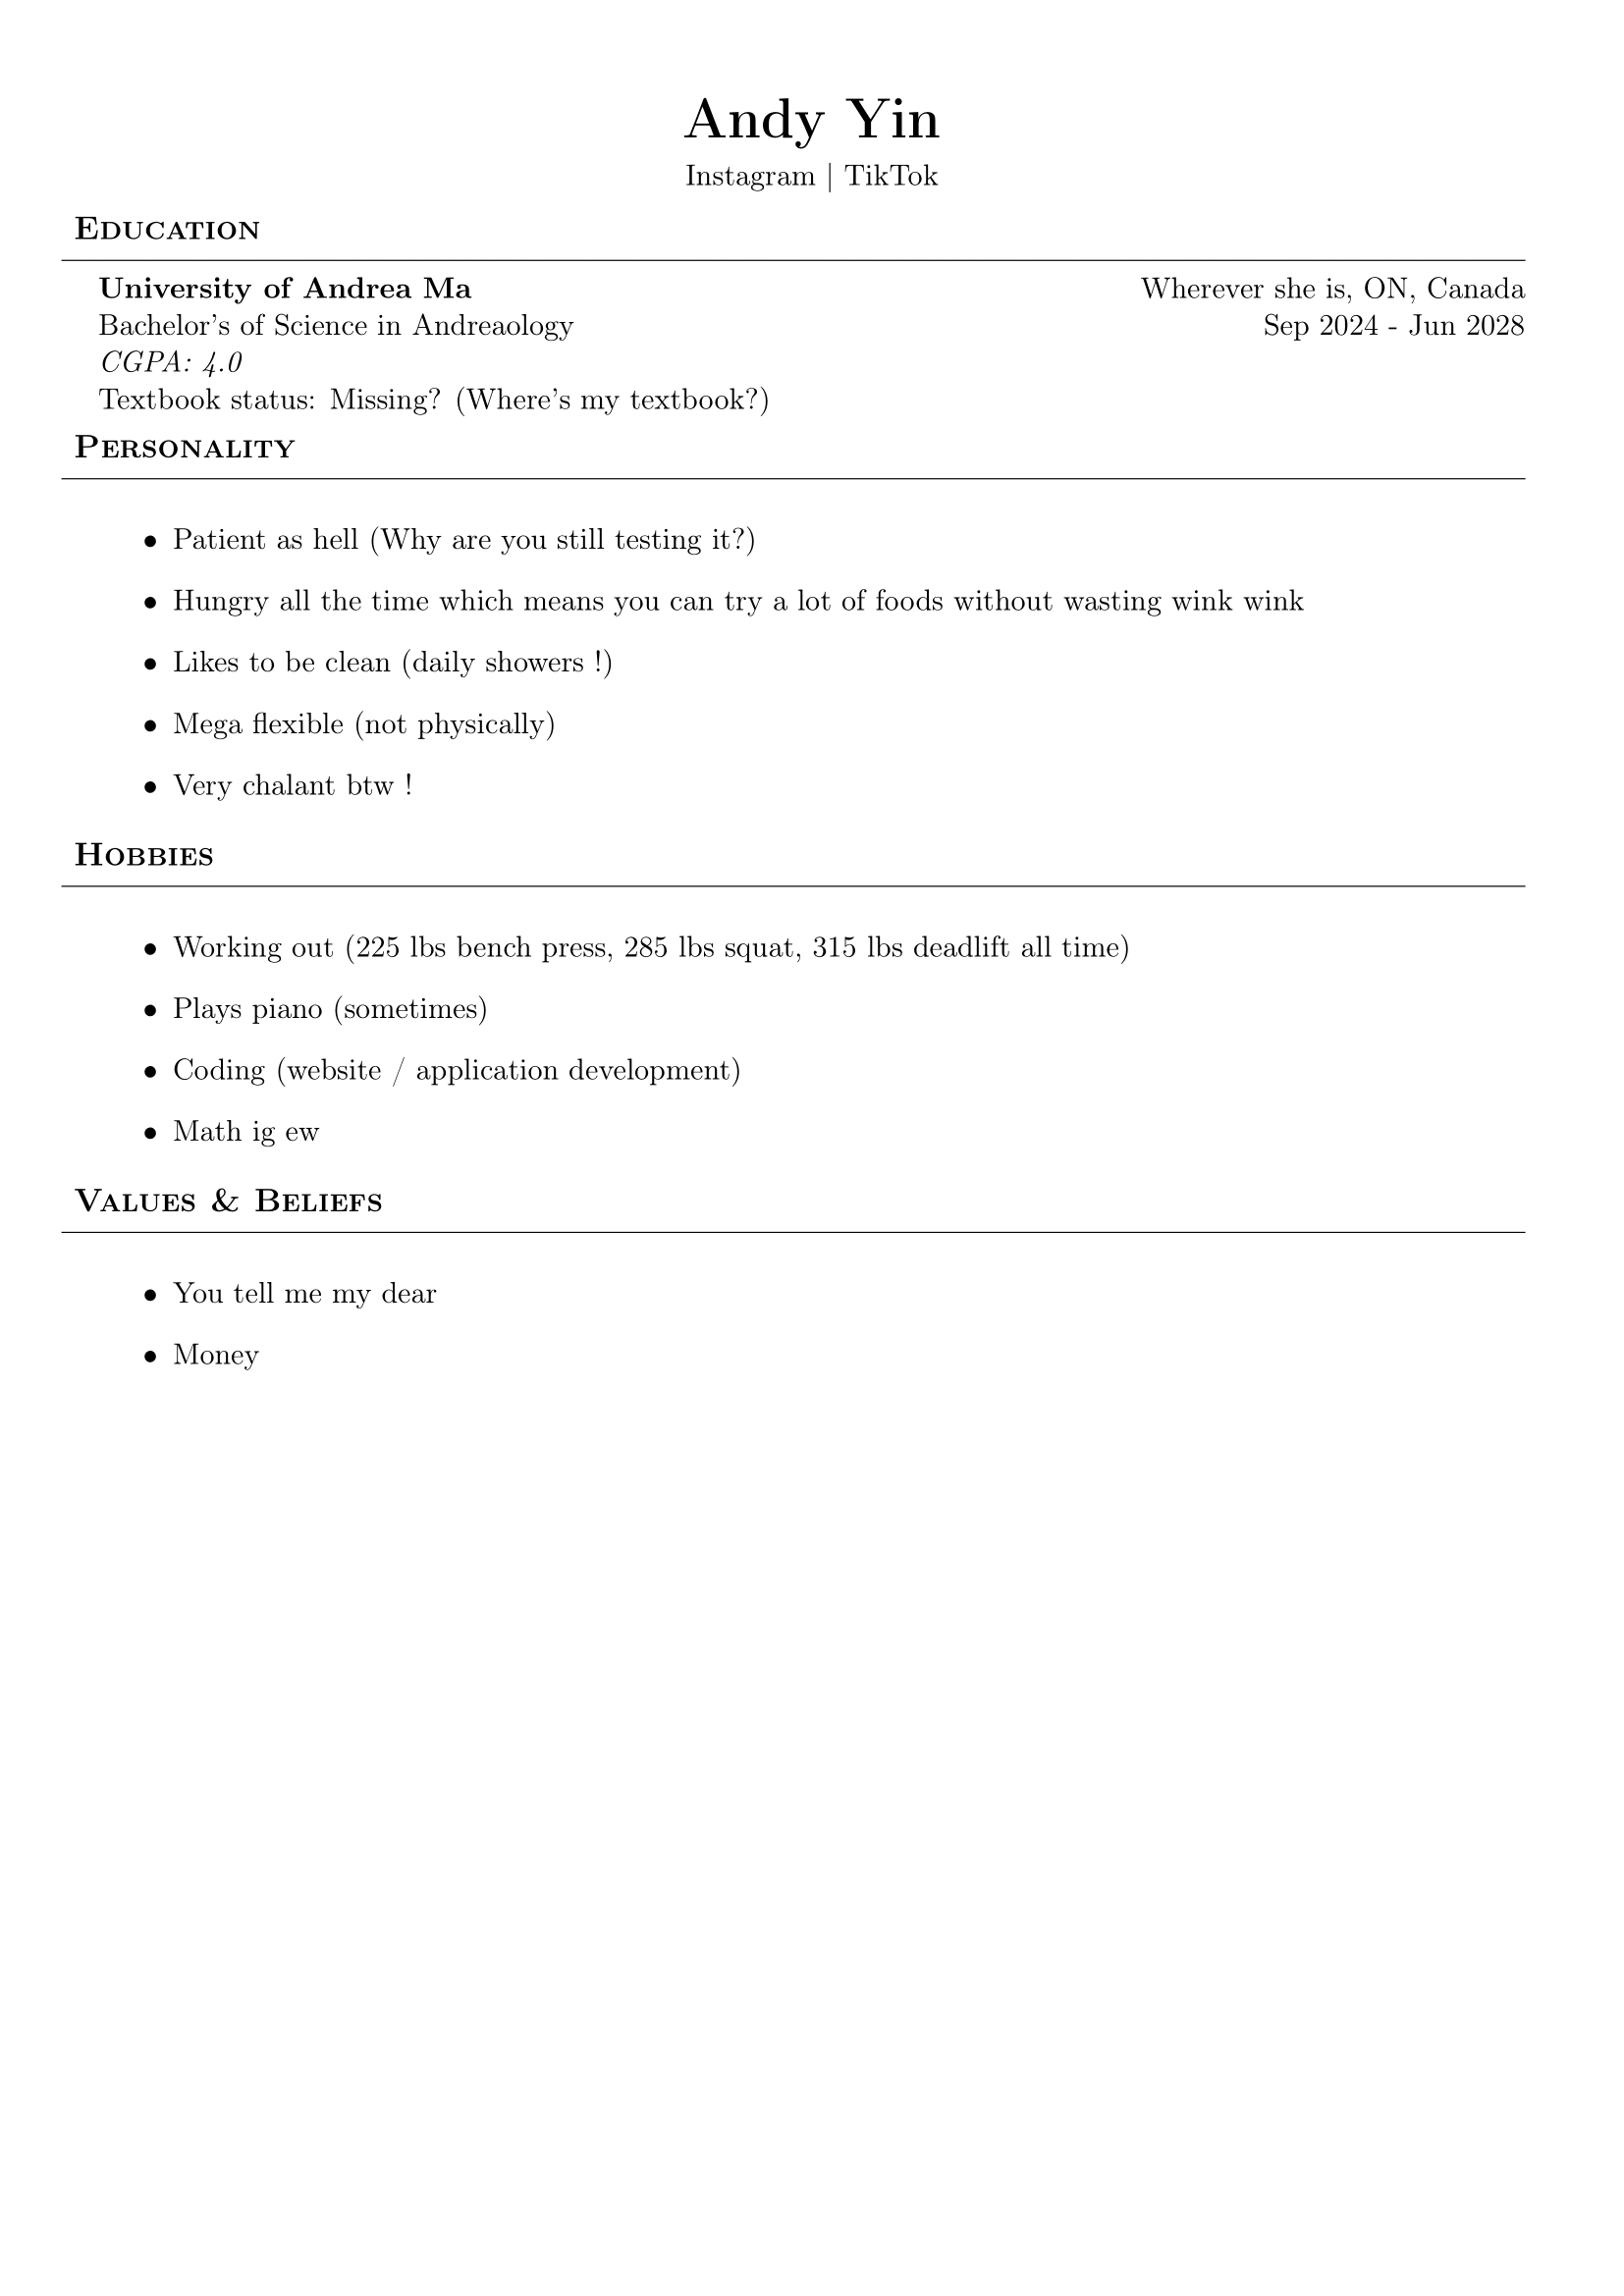 Andy Yin
Instagram | TikTok
Education
University of Andrea Ma Wherever she is, ON, Canada
Bachelor's of Science in Andreaology Sep 2024 - Jun 2028
CGPA: 4.0
Textbook status: Missing? (Where's my textbook?)
Personality
• Patient as hell (Why are you still testing it?)
• Hungry all the time which means you can try a lot of foods without wasting wink wink
• Likes to be clean (daily showers !)
• Mega flexible (not physically)
• Very chalant btw !
Hobbies
• Working out (225 lbs bench press, 285 lbs squat, 315 lbs deadlift all time)
• Plays piano (sometimes)
• Coding (website / application development)
• Math ig ew
Values & Beliefs
• You tell me my dear
• Money